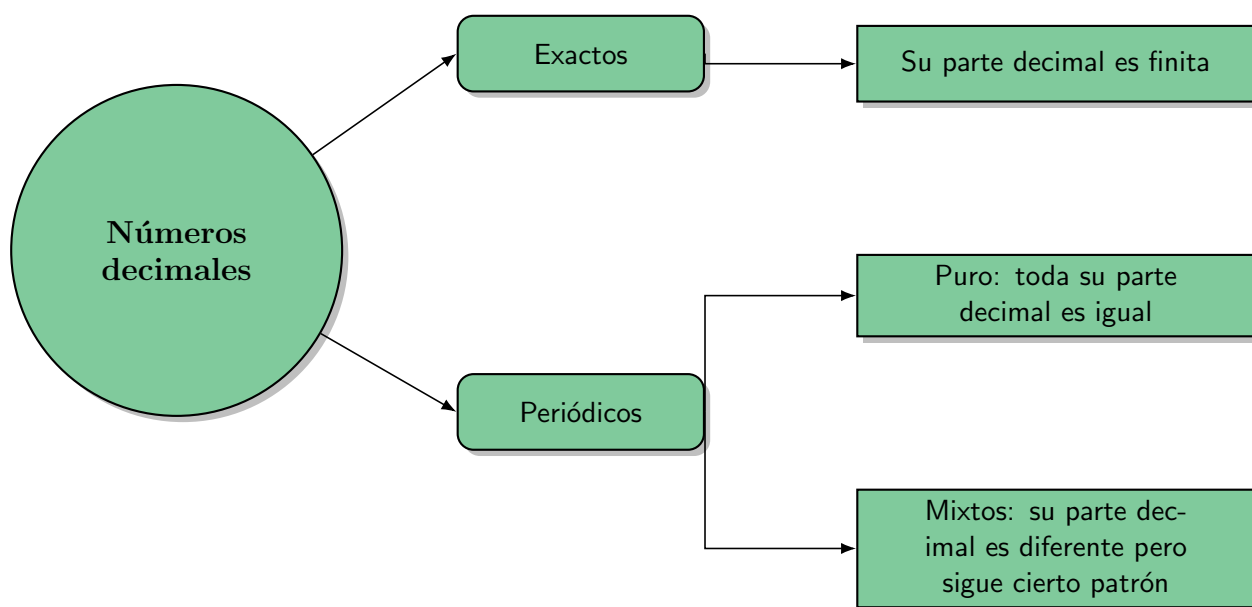 Números
decimales
Exactos
Su parte decimal es finita
Periódicos
Puro: toda su parte
decimal es igual
Mixtos: su parte dec-
imal es diferente pero
sigue cierto patrón